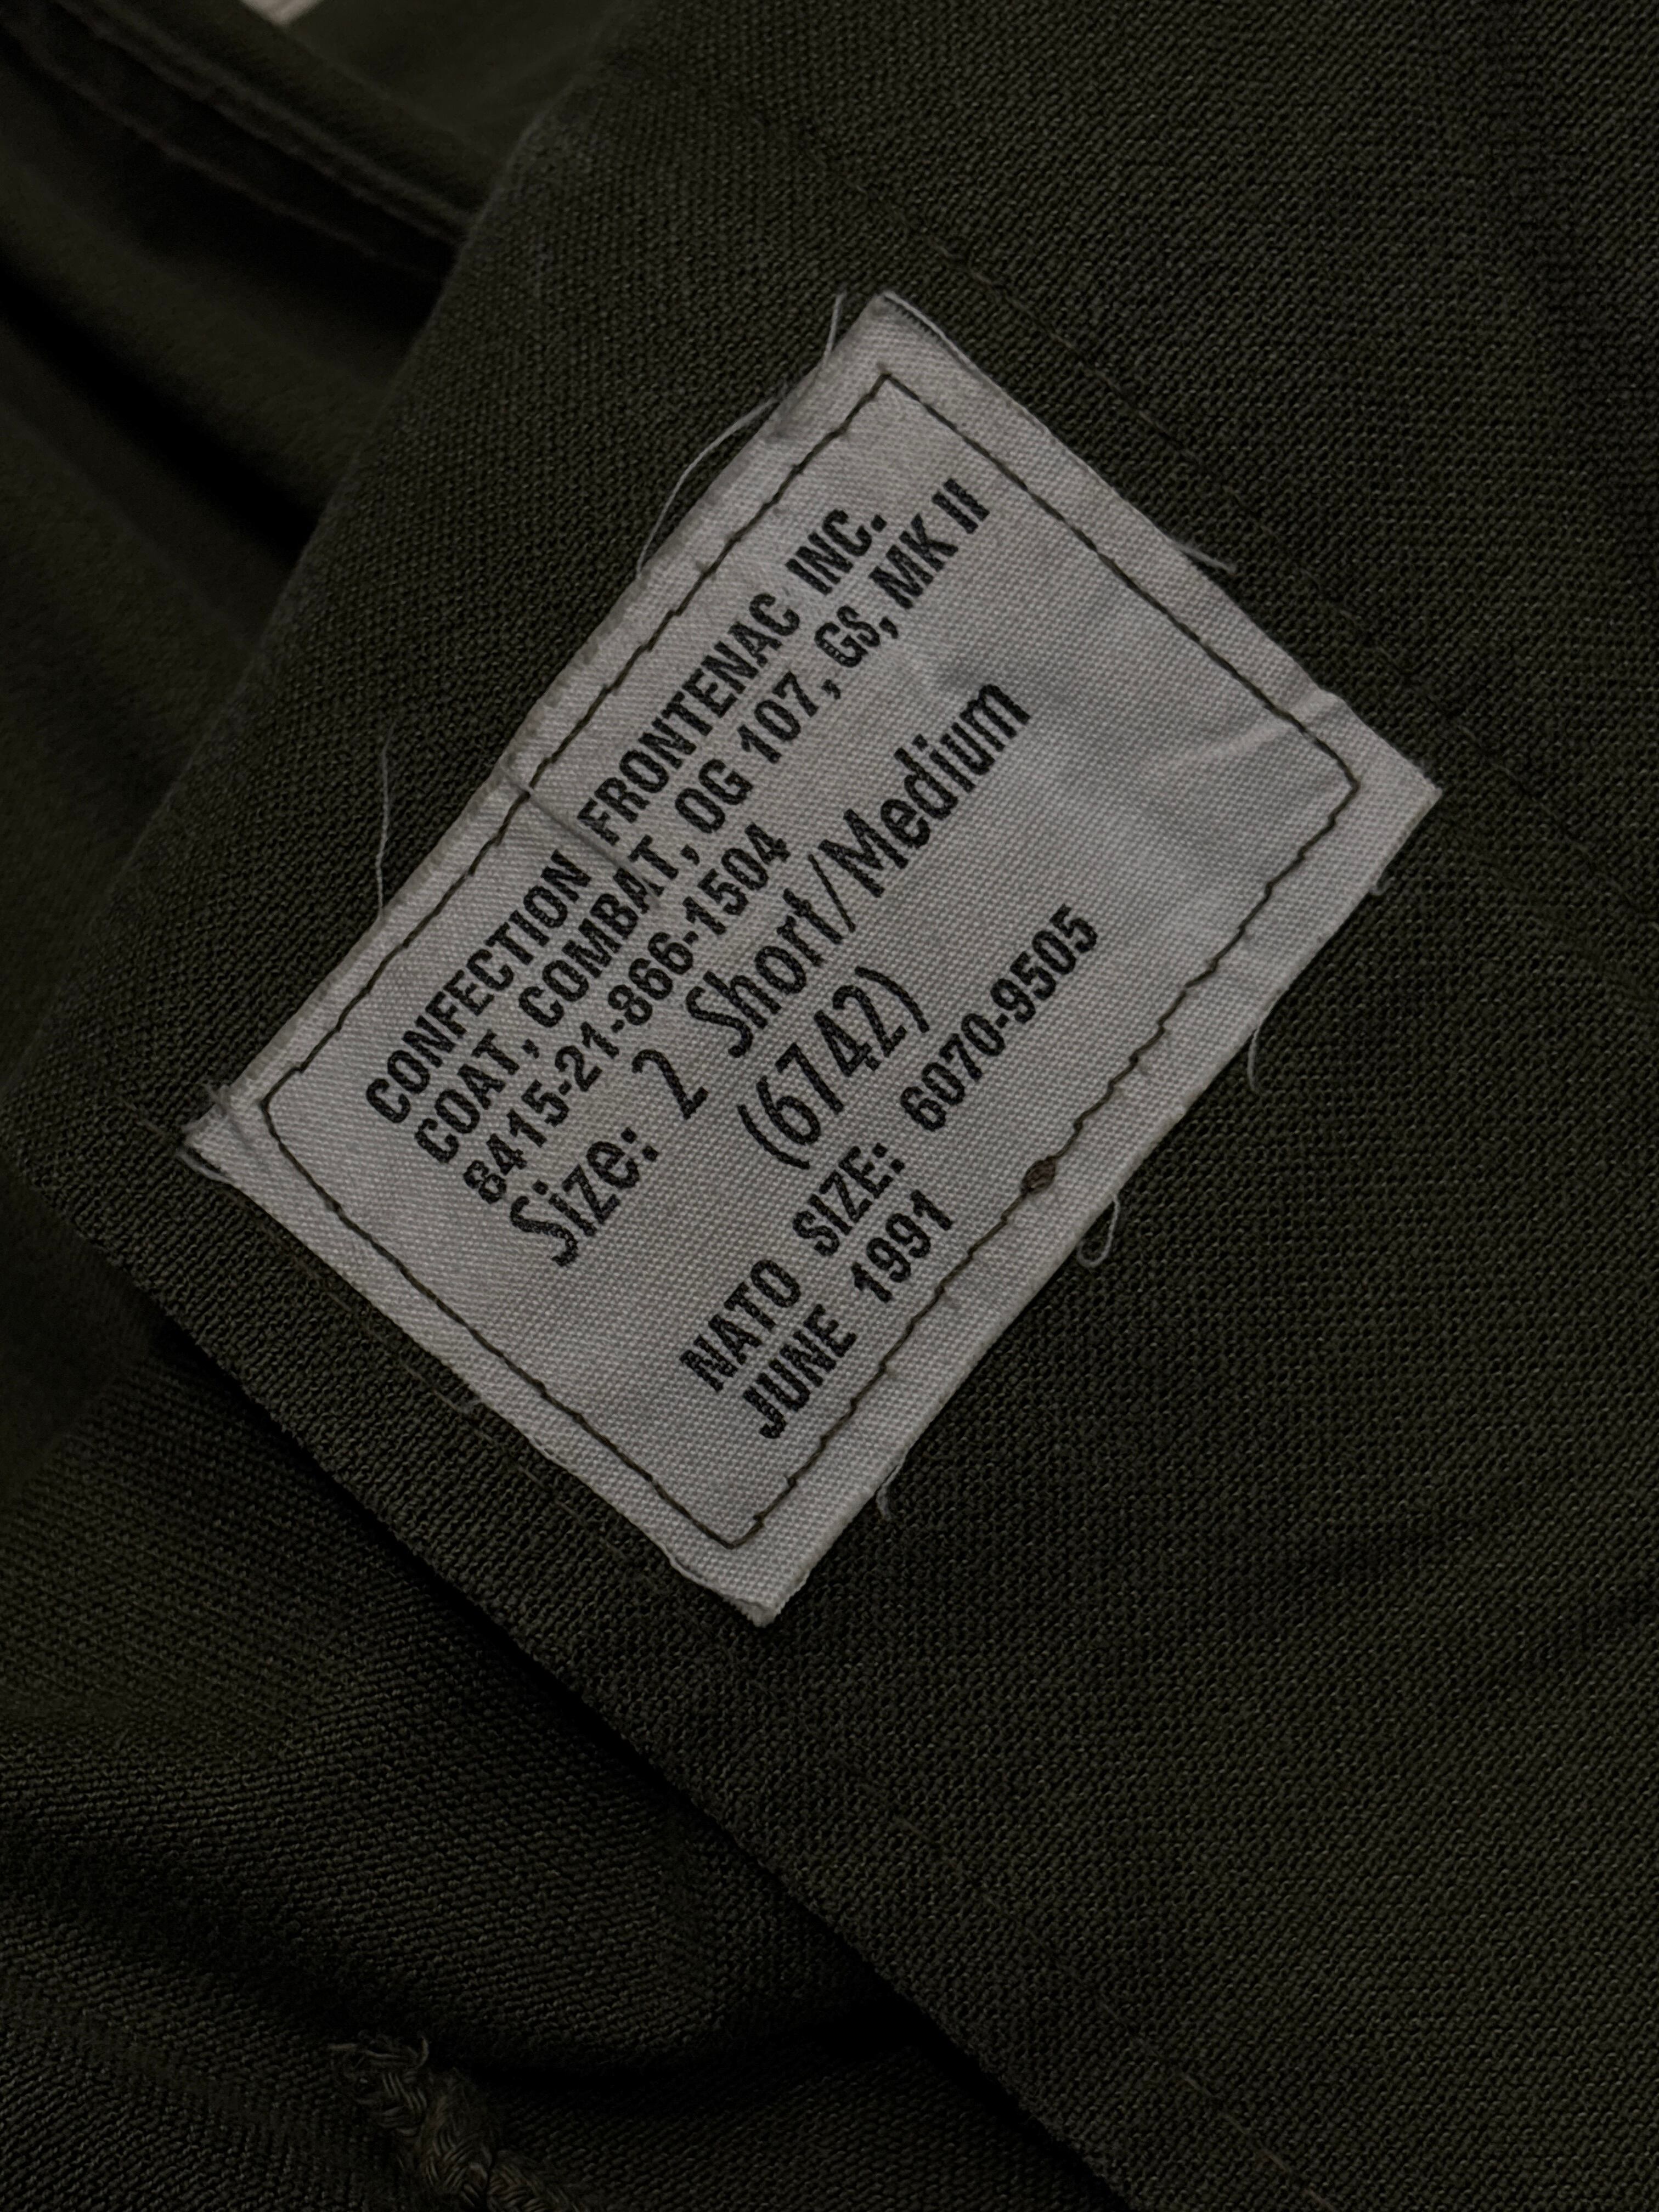 CONFECTION FRONTENAC INC.
COAT, COMBAT, OG 107, GS, MK II
8415-21-866-1504
Size: 2 Short/Medium
(6742)
NATO SIZE: 6070-9505
JUNE 1991